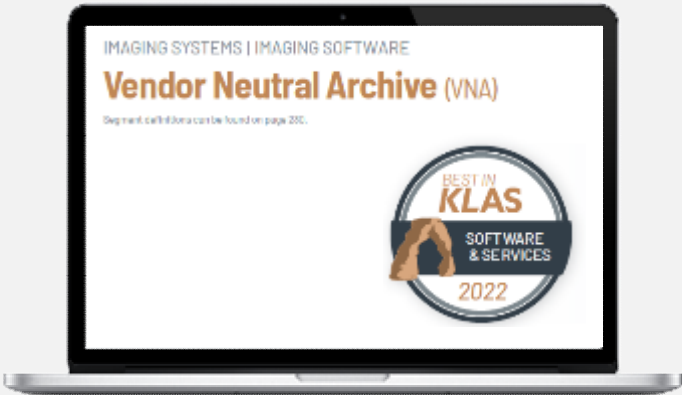 IMAGING SYSTEMS | IMAGING SOFTWARE
Vendor Neutral Archive (VNA)
Segment definitions can be found on page 280.
BEST IN
KLAS
SOFTWARE
& SERVICES
2022